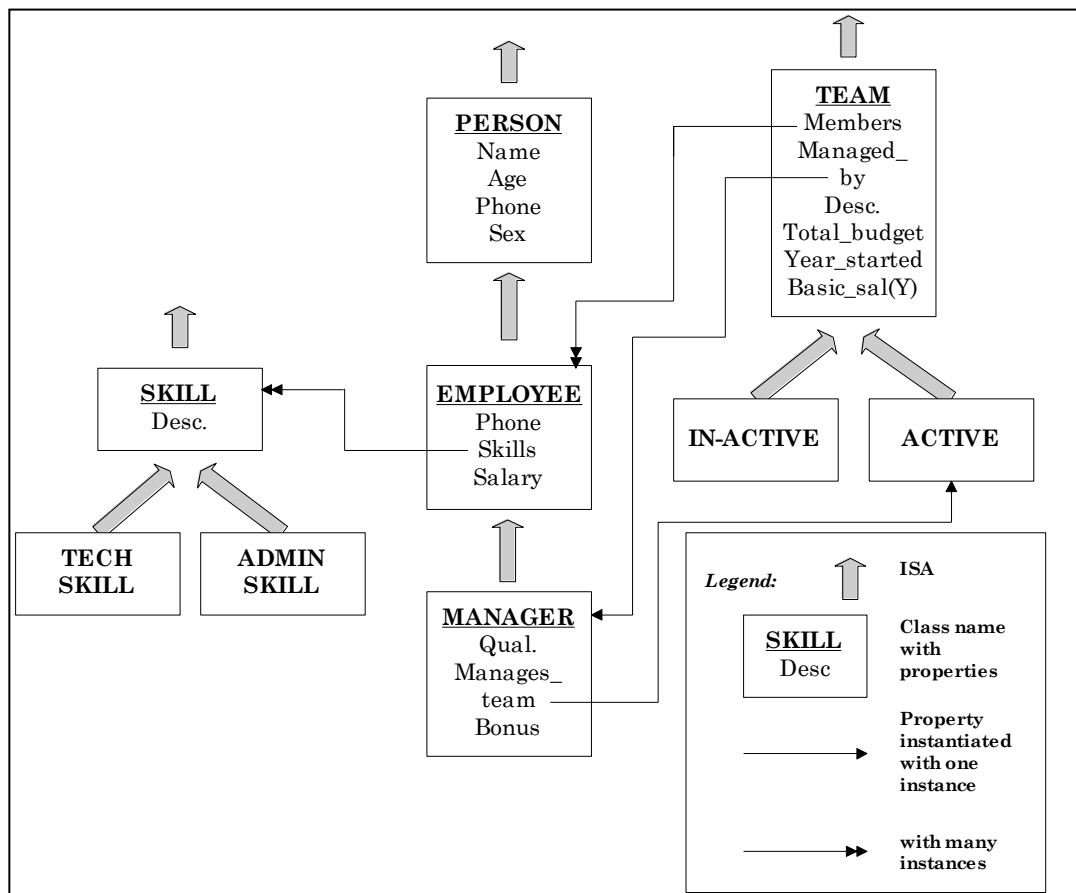 PERSON
Name
Age
Phone
Sex
TEAM
Members
Managed_
by
Desc.
Total_budget
Year_started
Basic_sal(Y)
SKILL
Desc.
EMPLOYEE
Phone
Skills
Salary
IN-ACTIVE
ACTIVE
TECH
SKILL
ADMIN
SKILL
MANAGER
Qual.
Manages_
team
Bonus
Legend:
ISA
SKILL
Desc
Class name
with
properties
Property
instantiated
with one
instance
with many
instances